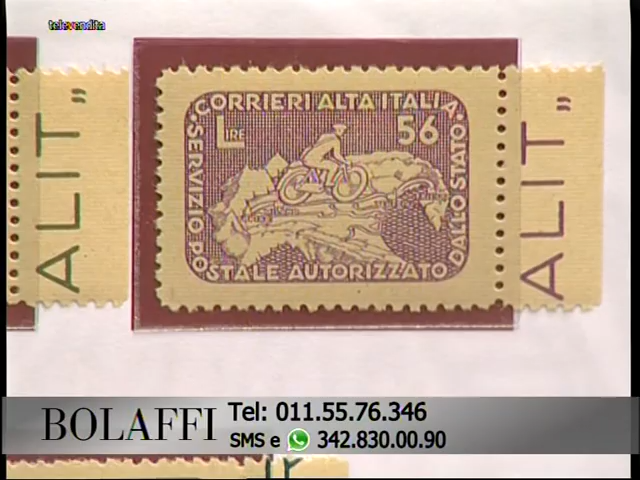 televendita
CORRIERI ALTA ITALIA
LIRE 56
SERVIZIO POSTALE AUTORIZZATO DALLO STATO
ALIT"
ALIT"
BOLAFFI
Tel: 011.55.76.346
SMS e 342.830.00.90